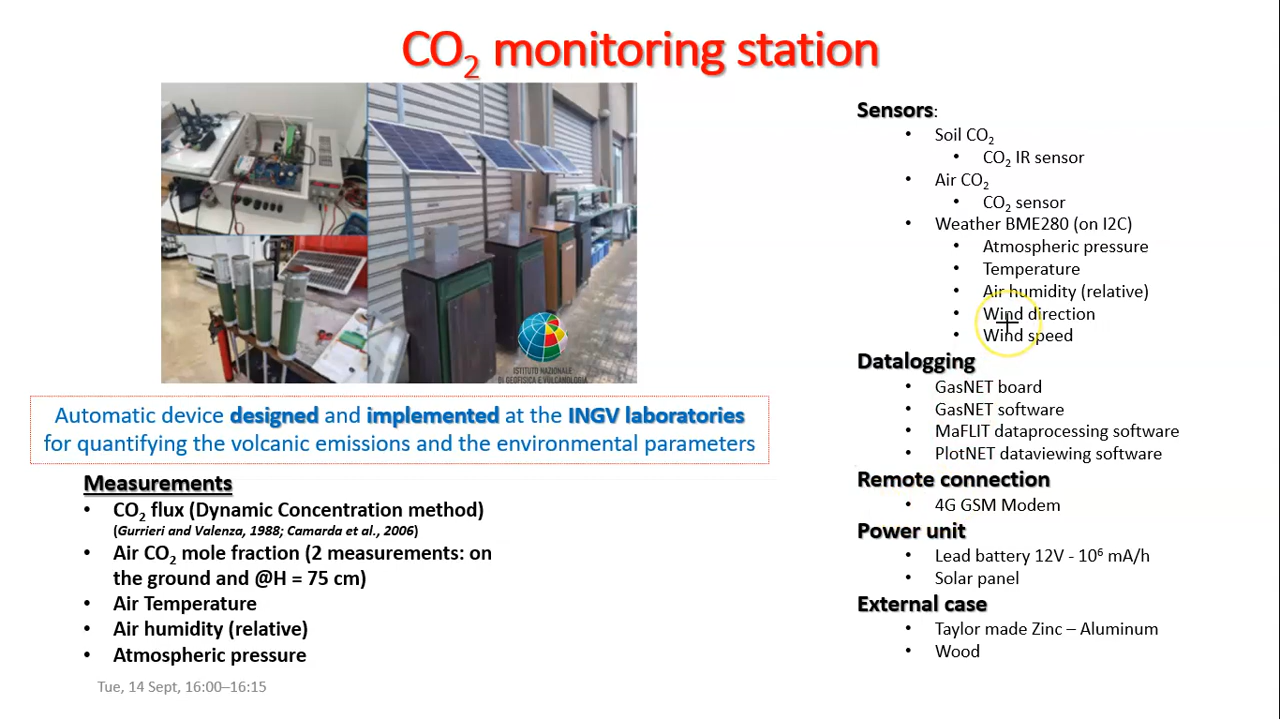 CO₂ monitoring station
ISTITUTO NAZIONALE
DI GEOFISICA E VULCANOLOGIA
Automatic device designed and implemented at the INGV laboratories
for quantifying the volcanic emissions and the environmental parameters
Measurements
• CO₂ flux (Dynamic Concentration method)
(Gurrieri and Valenza, 1988; Camarda et al., 2006)
• Air CO₂ mole fraction (2 measurements: on
the ground and @H = 75 cm)
• Air Temperature
• Air humidity (relative)
• Atmospheric pressure
Tue, 14 Sept, 16:00–16:15
Sensors:
• Soil CO₂
• CO₂ IR sensor
• Air CO₂
• CO₂ sensor
• Weather BME280 (on I2C)
• Atmospheric pressure
• Temperature
• Air humidity (relative)
• Wind direction
• Wind speed
Datalogging
• GasNET board
• GasNET software
• MaFLIT dataprocessing software
• PlotNET dataviewing software
Remote connection
• 4G GSM Modem
Power unit
• Lead battery 12V - 10⁶ mA/h
• Solar panel
External case
• Taylor made Zinc – Aluminum
• Wood